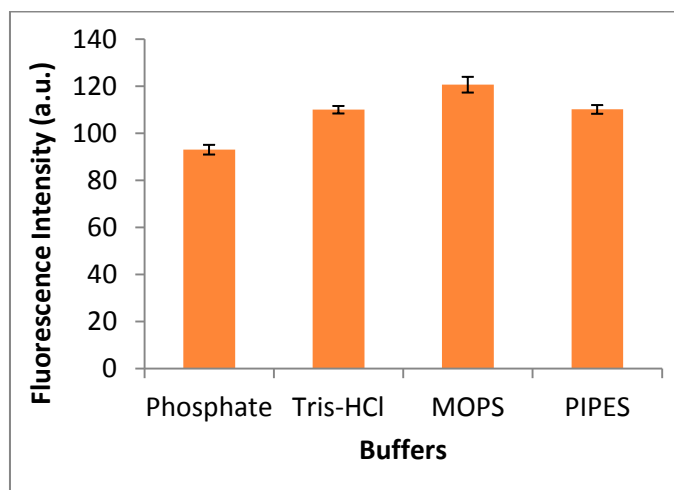 Fluorescence Intensity (a.u.)
140
120
100
80
60
40
20
0
Phosphate Tris-HCl MOPS PIPES
Buffers